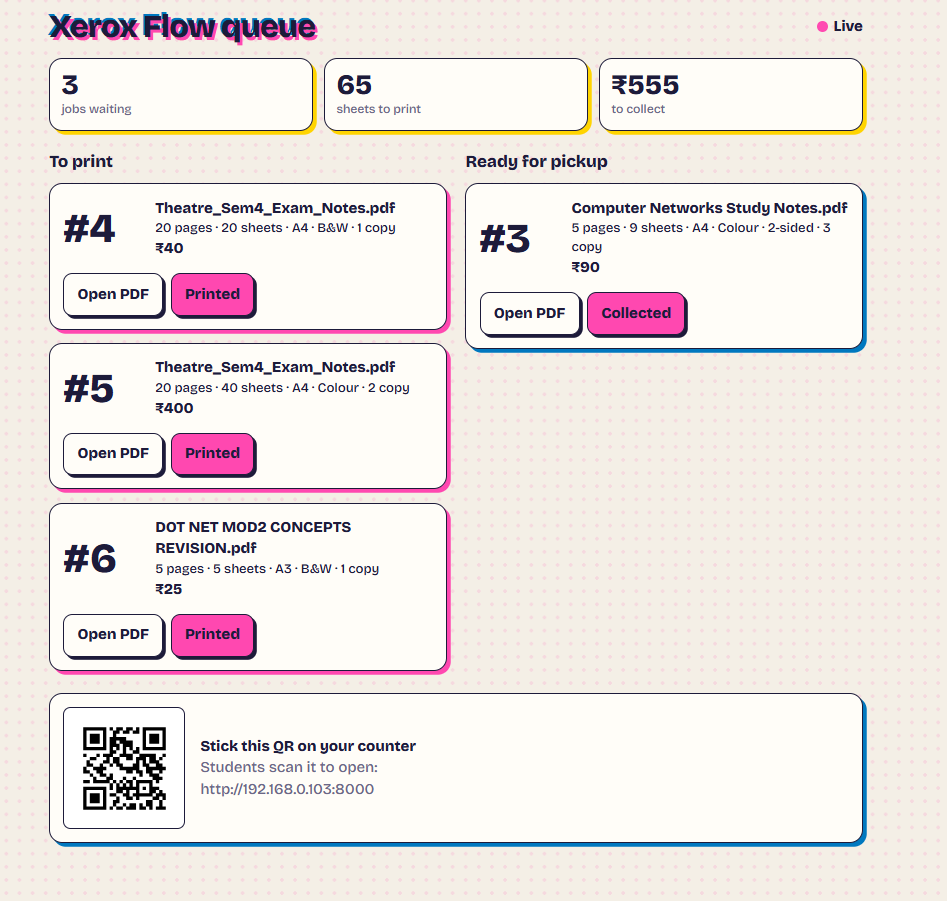 Xerox Flow queue
Live
3
jobs waiting
65
sheets to print
₹555
to collect
To print
#4
Theatre_Sem4_Exam_Notes.pdf
20 pages · 20 sheets · A4 · B&W · 1 copy
₹40
Open PDF
Printed
#5
Theatre_Sem4_Exam_Notes.pdf
20 pages · 40 sheets · A4 · Colour · 2 copy
₹400
Open PDF
Printed
#6
DOT NET MOD2 CONCEPTS
REVISION.pdf
5 pages · 5 sheets · A3 · B&W · 1 copy
₹25
Open PDF
Printed
Ready for pickup
#3
Computer Networks Study Notes.pdf
5 pages · 9 sheets · A4 · Colour · 2-sided · 3
copy
₹90
Open PDF
Collected
Stick this QR on your counter
Students scan it to open:
http://192.168.0.103:8000